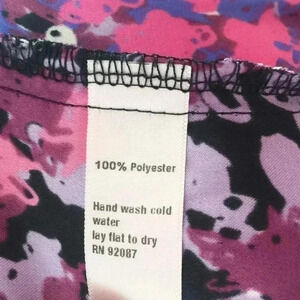 100% Polyester
Hand wash cold
water
lay flat to dry
RN 92087